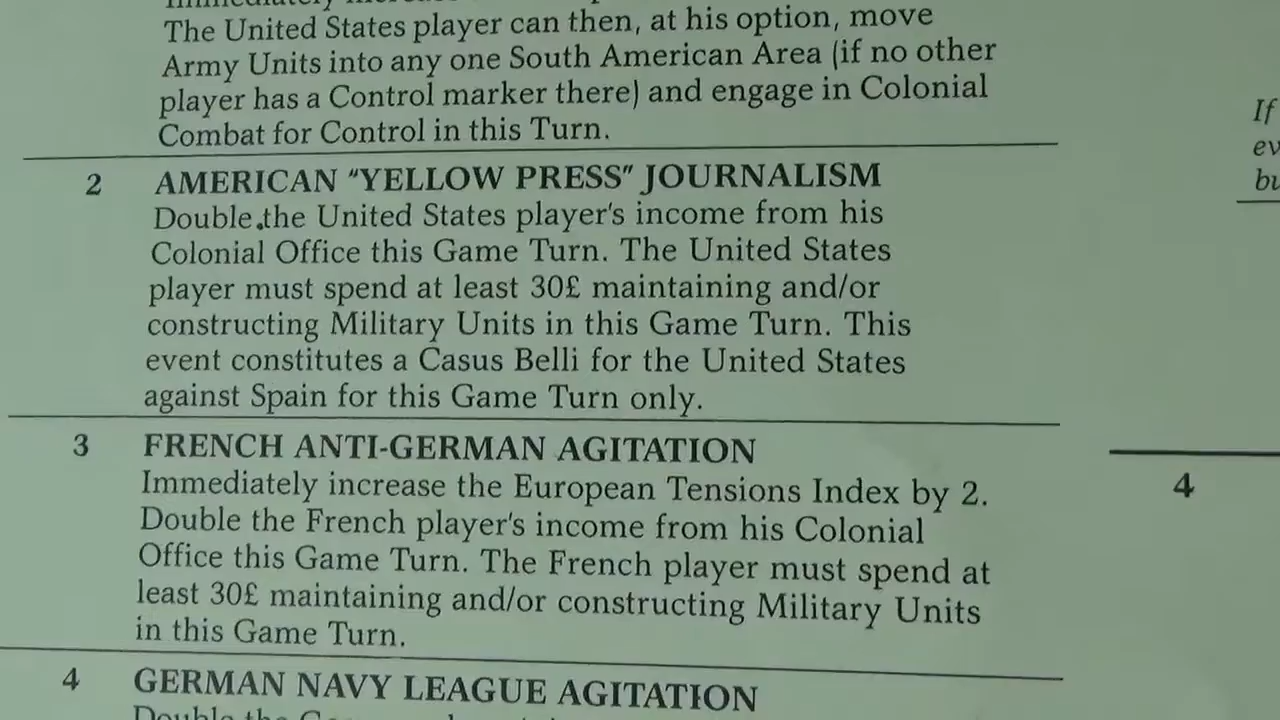 The United States player can then, at his option, move
Army Units into any one South American Area (if no other
player has a Control marker there) and engage in Colonial
Combat for Control in this Turn.
2 AMERICAN "YELLOW PRESS" JOURNALISM
Double the United States player's income from his
Colonial Office this Game Turn. The United States
player must spend at least 30£ maintaining and/or
constructing Military Units in this Game Turn. This
event constitutes a Casus Belli for the United States
against Spain for this Game Turn only.
3 FRENCH ANTI-GERMAN AGITATION
Immediately increase the European Tensions Index by 2.
Double the French player's income from his Colonial
Office this Game Turn. The French player must spend at
least 30£ maintaining and/or constructing Military Units
in this Game Turn.
4 GERMAN NAVY LEAGUE AGITATION
Double the
If
4